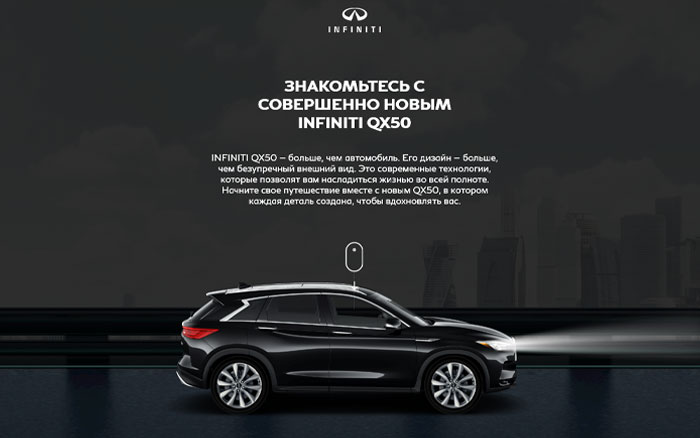 INFINITI
ЗНАКОМЬТЕСЬ С
СОВЕРШЕННО НОВЫМ
INFINITI QX50
INFINITI QX50 – больше, чем автомобиль. Его дизайн – больше,
чем безупречный внешний вид. Это современные технологии,
которые позволят вам насладиться жизнью во всей полноте.
Начните свое путешествие вместе с новым QX50, в котором
каждая деталь создана, чтобы вдохновлять вас.